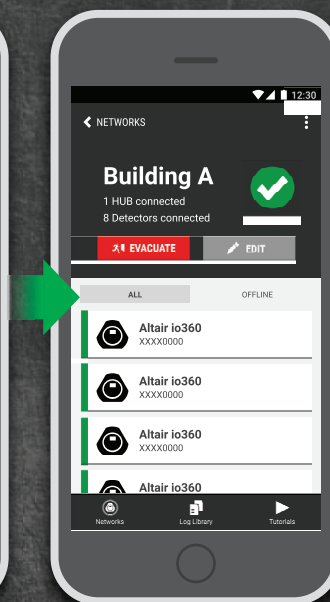 12:30
NETWORKS
Building A
1 HUB connected
8 Detectors connected
EVACUATE EDIT
ALL OFFLINE
Altair io360
XXXX0000
Altair io360
XXXX0000
Altair io360
XXXX0000
Altair io360
Networks Log Library Tutorials